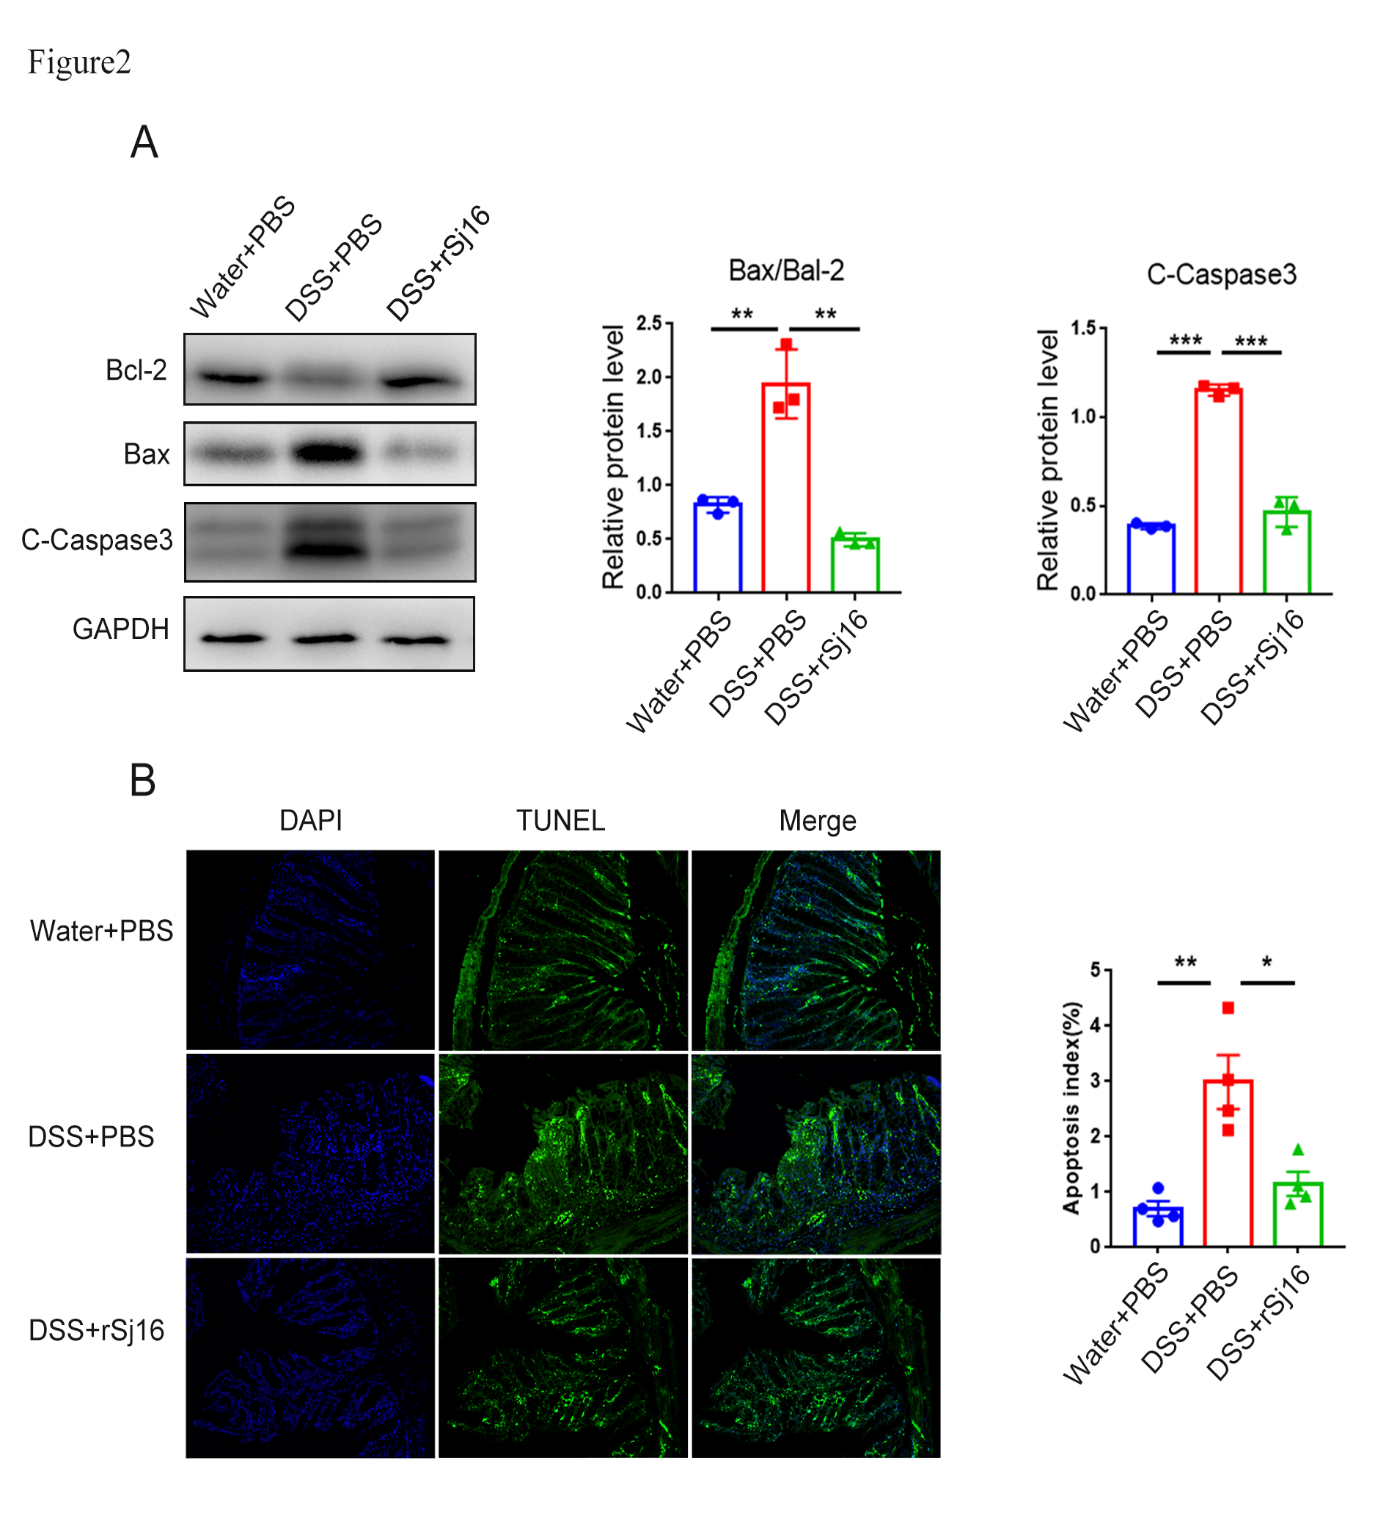 Figure2
A
Water+PBS
DSS+PBS
DSS+rSj16
Bcl-2
Bax
C-Caspase3
GAPDH
Bax/Bal-2
**
**
Relative protein level
2.5
2.0
1.5
1.0
0.5
0.0
Water+PBS
DSS+PBS
DSS+rSj16
C-Caspase3
***
***
Relative protein level
1.5
1.0
0.5
0.0
Water+PBS
DSS+PBS
DSS+rSj16
B
DAPI
TUNEL
Merge
Water+PBS
DSS+PBS
DSS+rSj16
**
*
Apoptosis index(%)
5
4
3
2
1
0
Water+PBS
DSS+PBS
DSS+rSj16